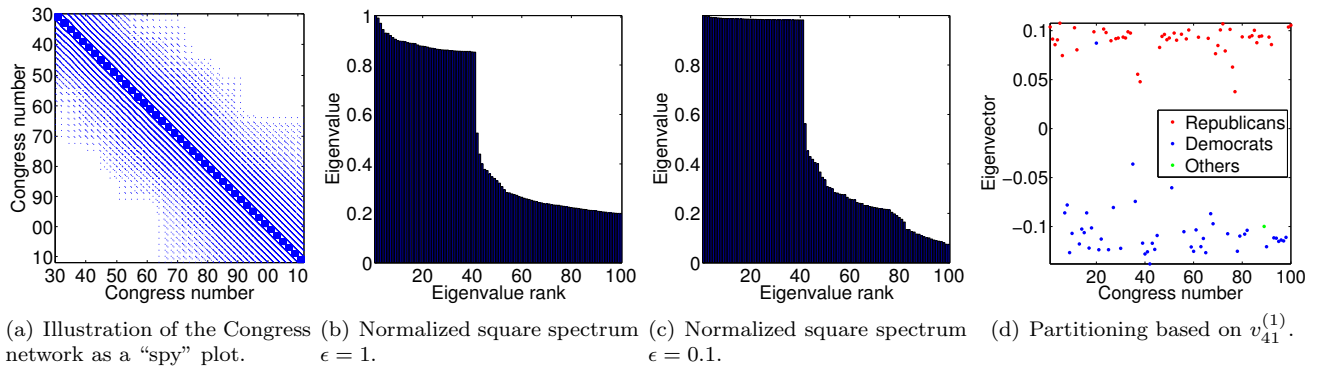 30
40
50
60
70
80
90
00
10
30 40 50 60 70 80 90 00 10
Congress number
Congress number
1
0.8
0.6
0.4
0.2
0
20 40 60 80 100
Eigenvalue
Eigenvalue rank
0.8
0.6
0.4
0.2
0
20 40 60 80 100
Eigenvalue
Eigenvalue rank
0.1
0.05
0
−0.05
−0.1
20 40 60 80 100
Eigenvector
Congress number
Republicans
Democrats
Others
(a) Illustration of the Congress
network as a “spy” plot.
(b) Normalized square spectrum
ϵ = 1.
(c) Normalized square spectrum
ϵ = 0.1.
(d) Partitioning based on v₄₁⁽¹⁾.